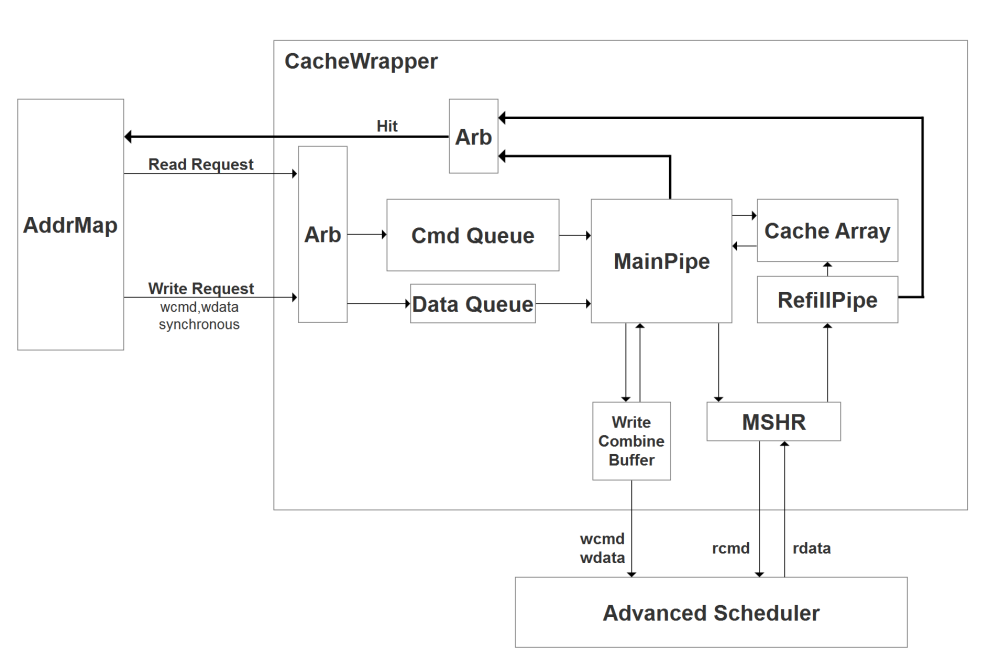 CacheWrapper
Hit
Arb
Read Request
AddrMap
Arb
Cmd Queue
MainPipe
Cache Array
Write Request
wcmd,wdata
synchronous
Data Queue
RefillPipe
Write
Combine
Buffer
MSHR
wcmd
wdata
rcmd
rdata
Advanced Scheduler